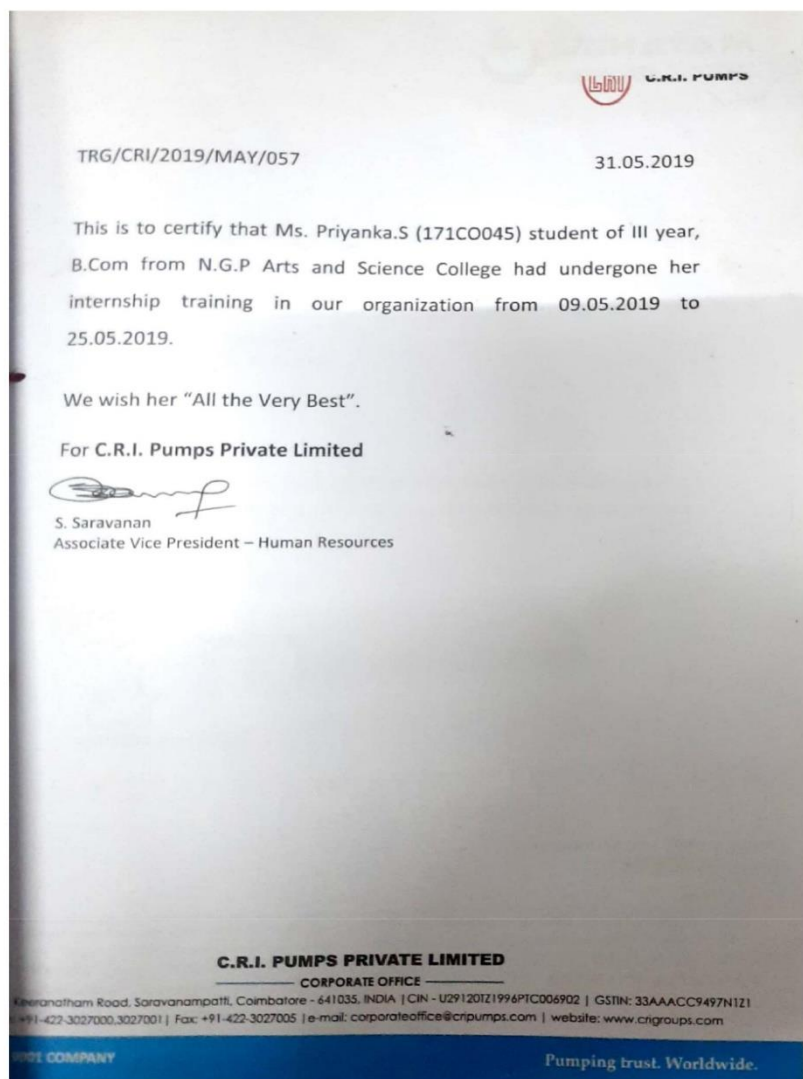 C.R.I. PUMPS
TRG/CRI/2019/MAY/057
31.05.2019
This is to certify that Ms. Priyanka.S (171CO045) student of III year,
B.Com from N.G.P Arts and Science College had undergone her
internship training in our organization from 09.05.2019 to
25.05.2019.
We wish her “All the Very Best”.
For C.R.I. Pumps Private Limited
S. Saravanan
Associate Vice President – Human Resources
C.R.I. PUMPS PRIVATE LIMITED
CORPORATE OFFICE
Keeranatham Road, Saravanampatti, Coimbatore - 641035, INDIA | CIN - U29120TZ1996PTC006902 | GSTIN: 33AAACC9497N1Z1
+91-422-3027000,3027001 | Fax: +91-422-3027005 | e-mail: corporateoffice@cripumps.com | website: www.crigroups.com
9001 COMPANY
Pumping trust. Worldwide.